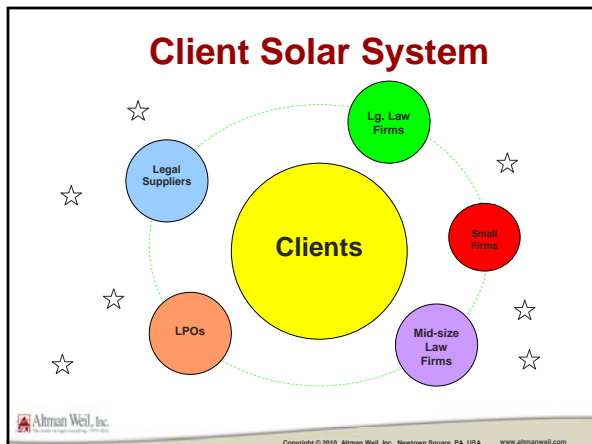 Client Solar System
Lg. Law
Firms
Legal
Suppliers
Small
Firms
Clients
LPOs
Mid-size
Law
Firms
Altman Weil, Inc.
Copyright © 2010 Altman Weil, Inc., Newtown Square, PA, USA
www.altmanweil.com